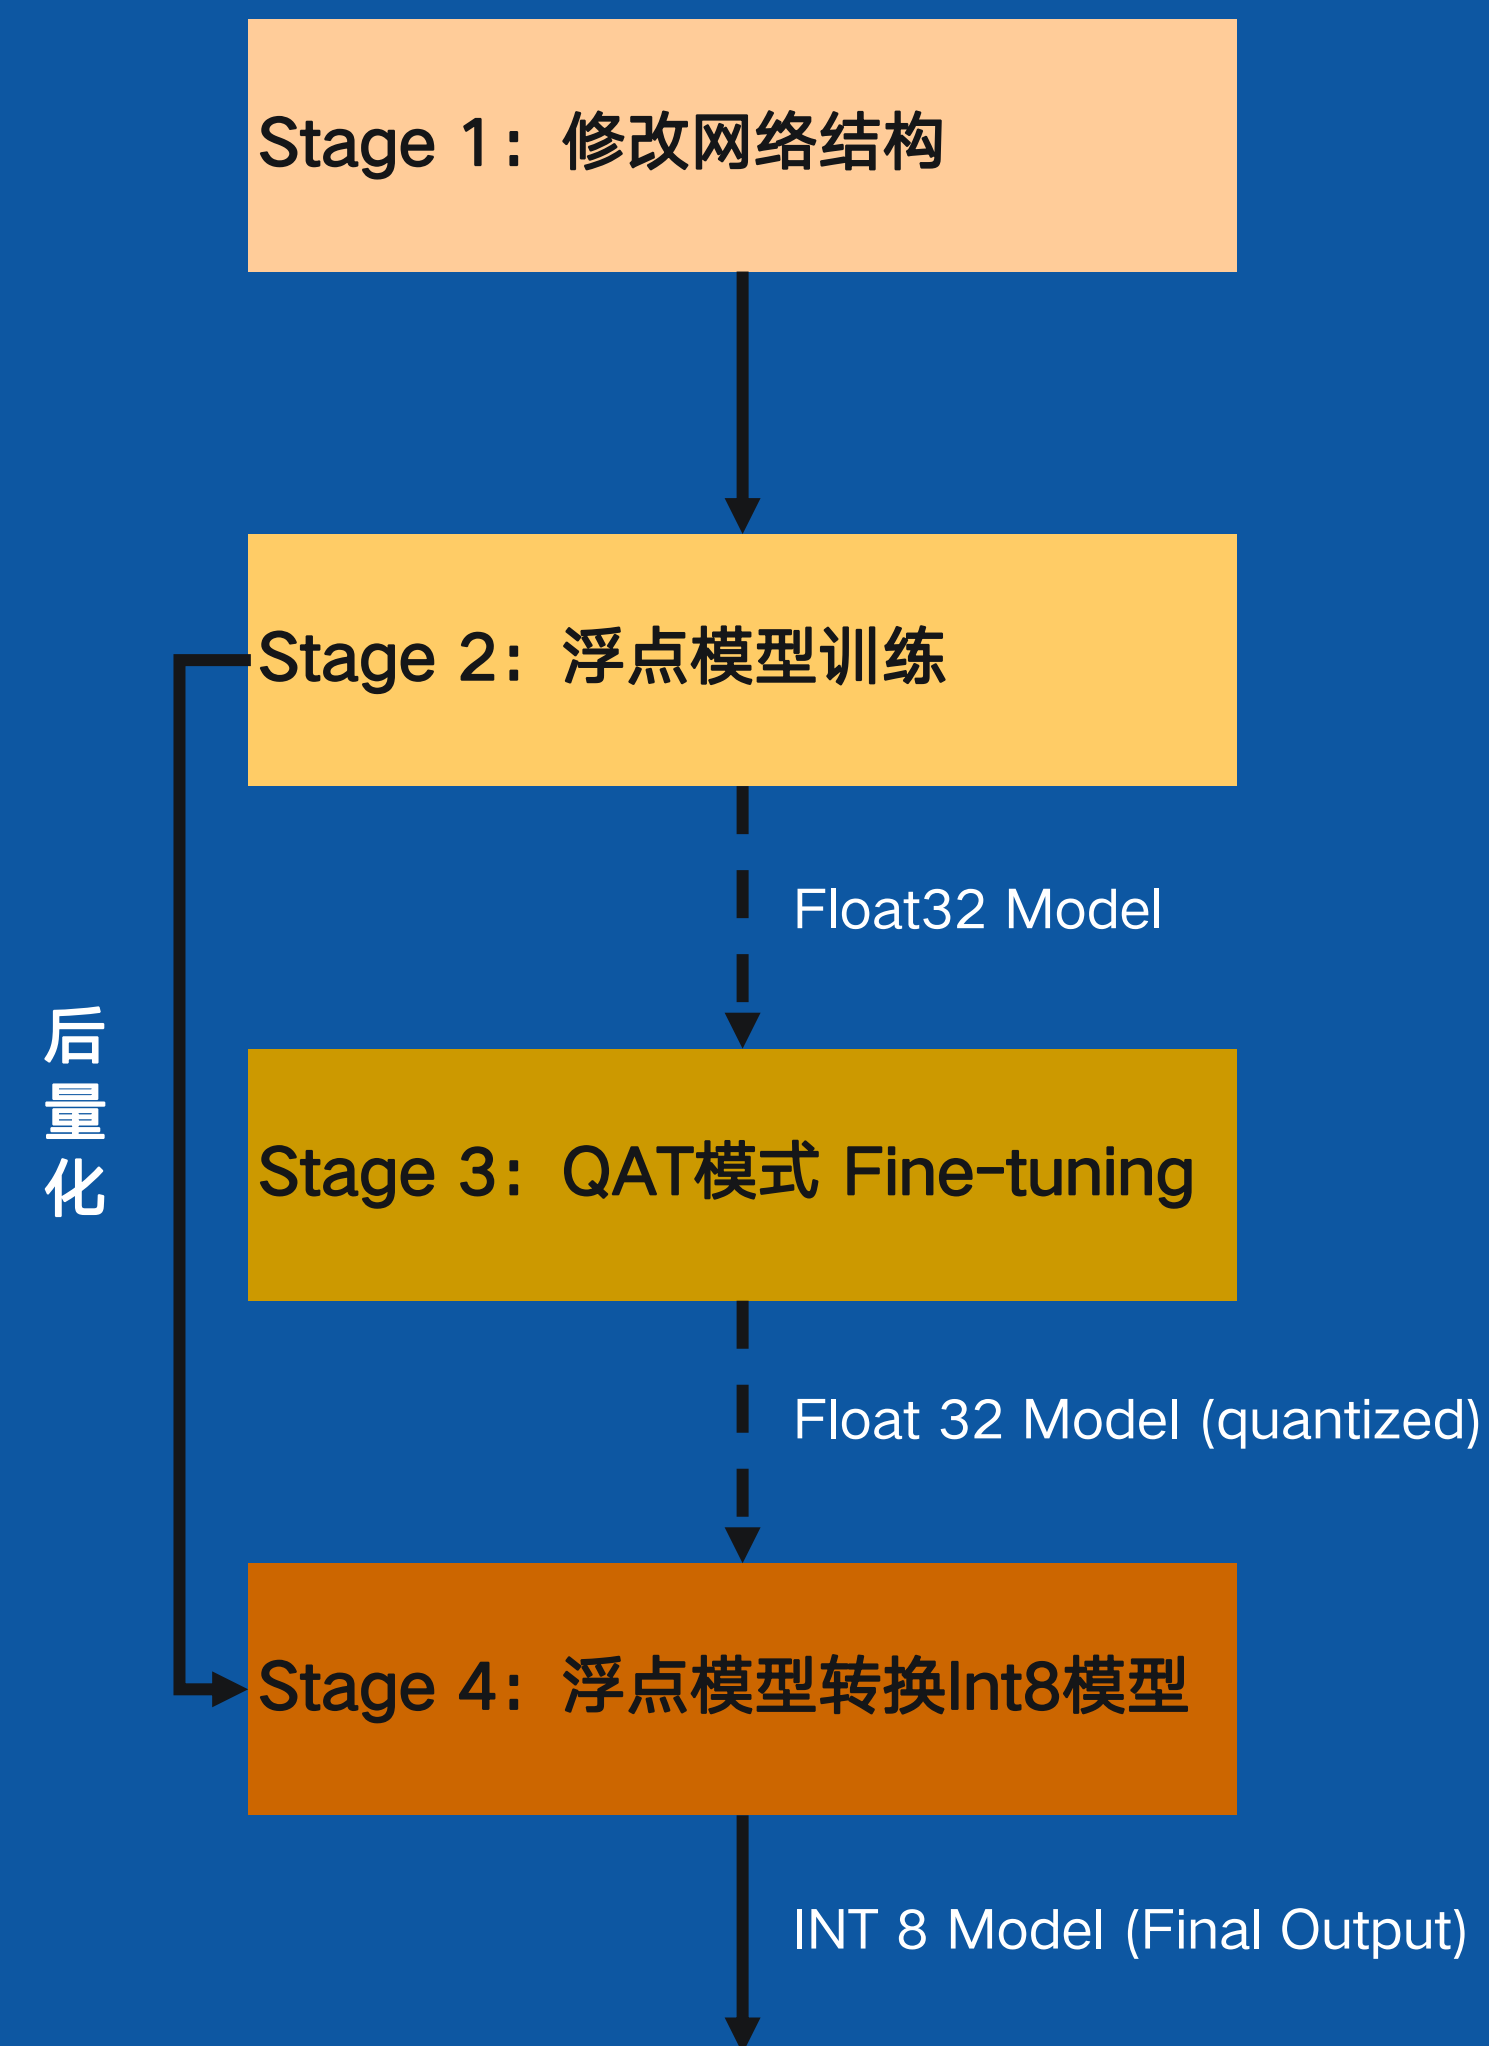 Stage 1：修改网络结构
Stage 2：浮点模型训练
Float32 Model
后量化
Stage 3：QAT模式 Fine-tuning
Float 32 Model (quantized)
Stage 4：浮点模型转换Int8模型
INT 8 Model (Final Output)